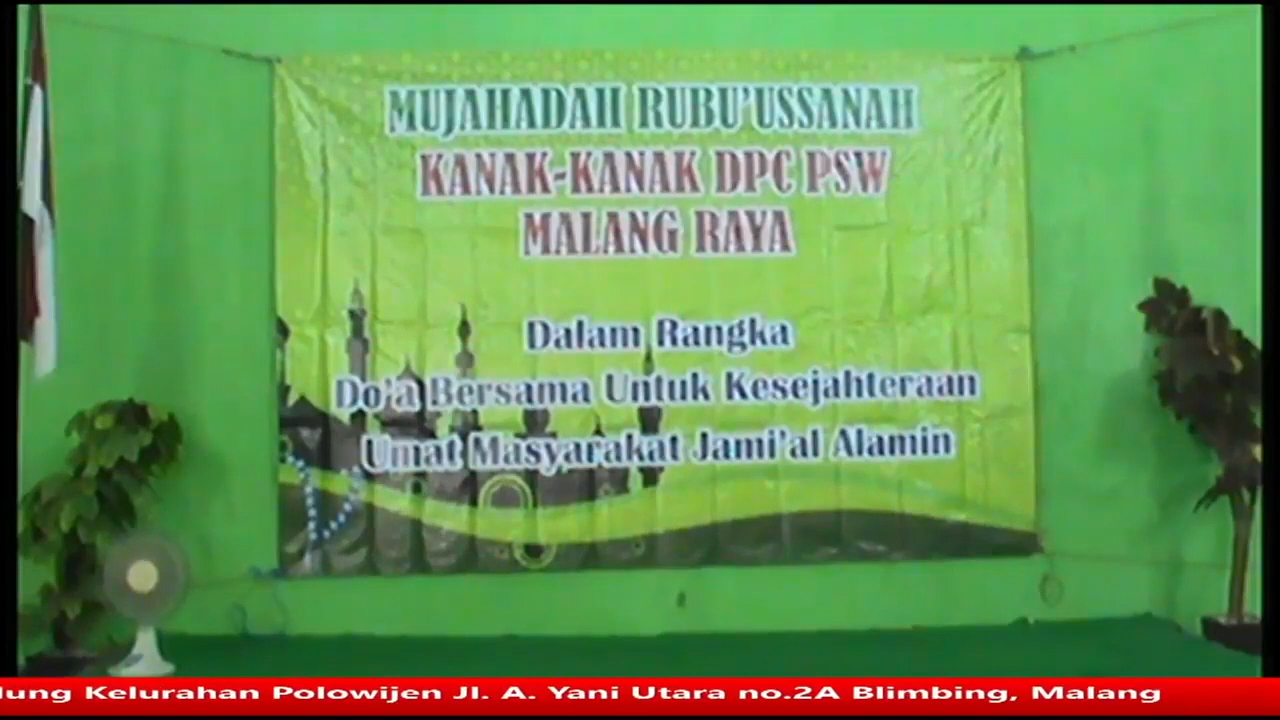 MUJAHADAH RUBU'USSANAH
KANAK-KANAK DPC PSW
MALANG RAYA
Dalam Rangka
Do'a Bersama Untuk Kesejahteraan
Umat Masyarakat Jami'al Alamin
Kelurahan Polowijen Jl. A. Yani Utara no.2A Blimbing, Malang